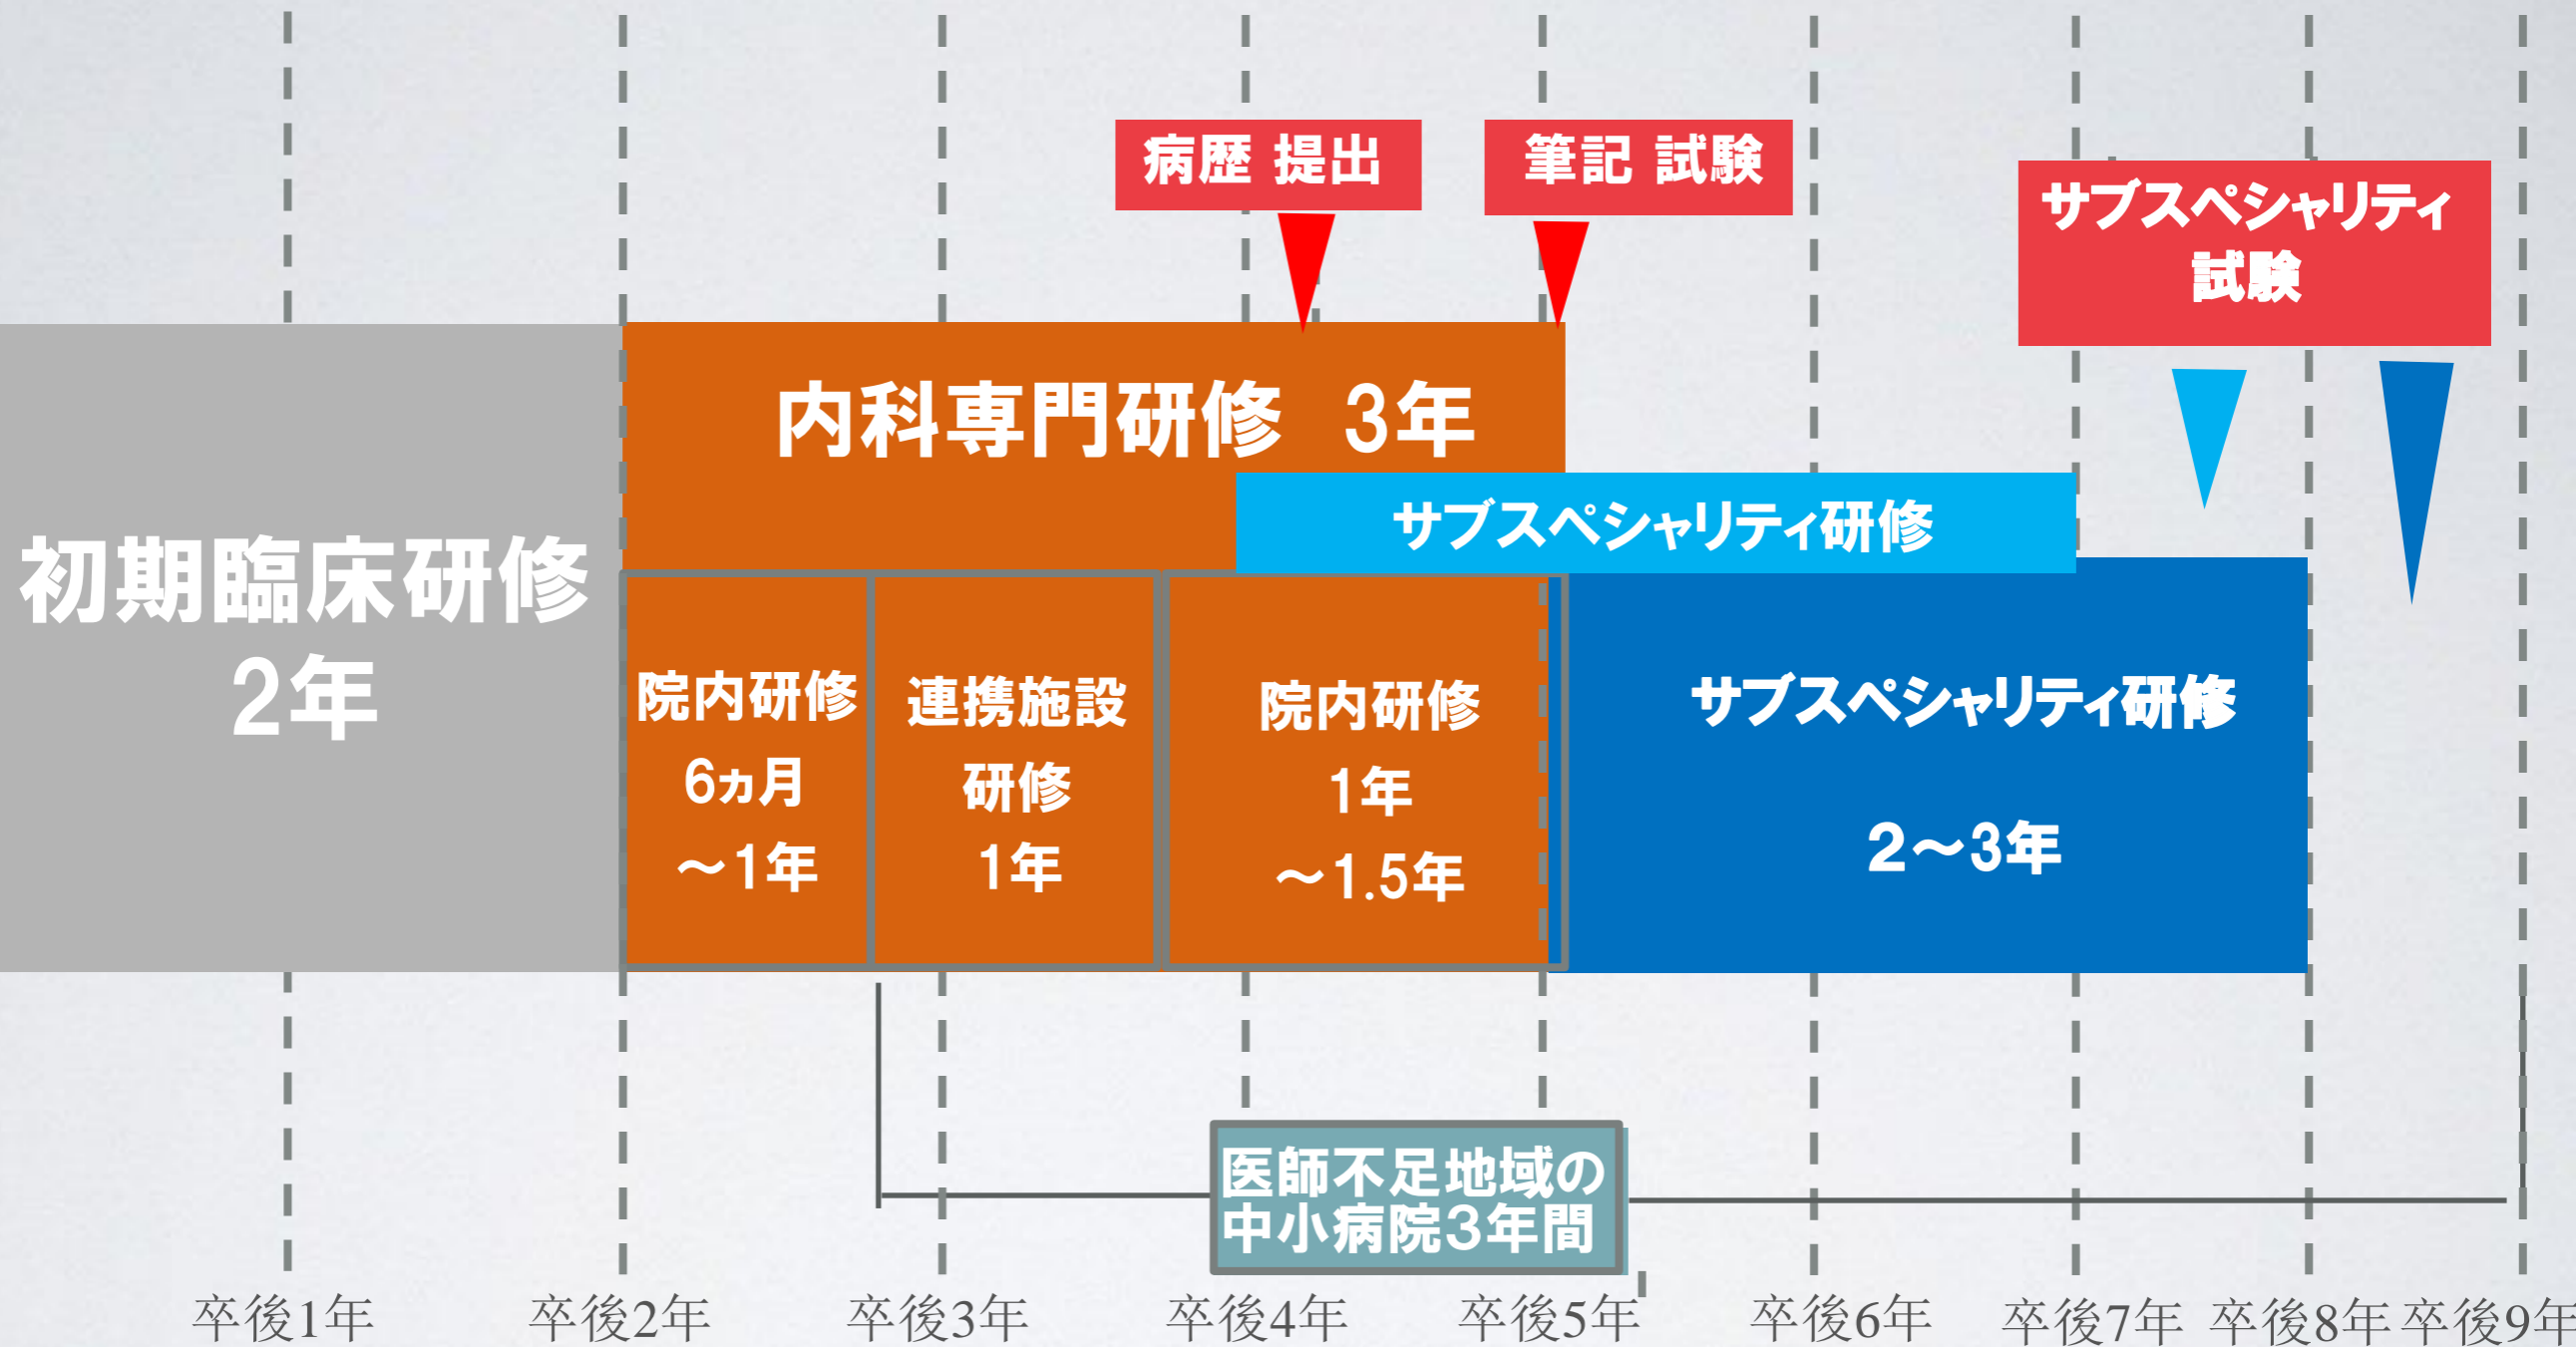 病歴 提出
筆記 試験
サブスペシャリティ
試験
内科専門研修　3年
サブスペシャリティ研修
初期臨床研修
2年
院内研修
6ヵ月
～1年
連携施設
研修
1年
院内研修
1年
～1.5年
サブスペシャリティ研修
２～3年
医師不足地域の
中小病院３年間
卒後1年
卒後2年
卒後3年
卒後4年
卒後5年
卒後6年
卒後7年
卒後8年
卒後9年